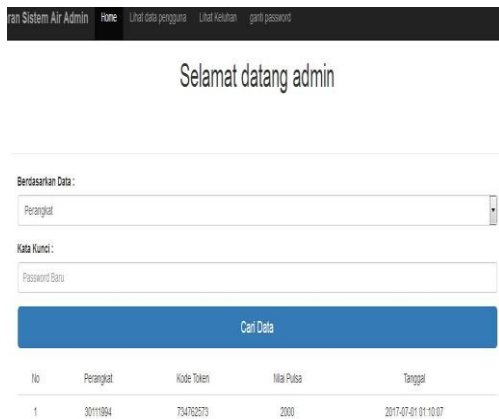 ran Sistem Air Admin Home Lihat data pengguna Lihat Keluhan ganti password
Selamat datang admin
Berdasarkan Data :
Perangkat
Kata Kunci :
Password Baru
Cari Data
No Perangkat Kode Token Nilai Pulsa Tanggal
1 30111994 734762573 2000 2017-07-01 01:10:07